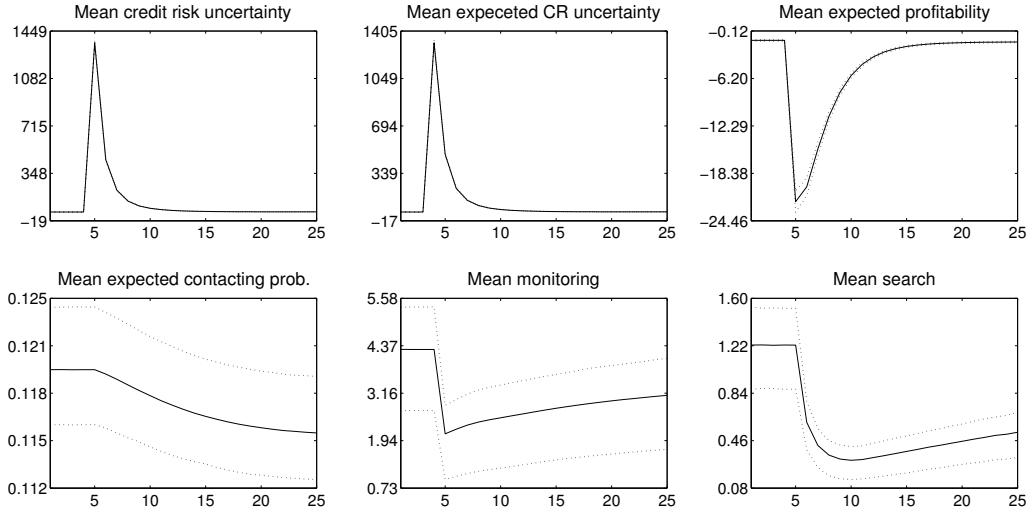 Mean credit risk uncertainty
1449
1082
715
348
−19
5 10 15 20 25
Mean expeceted CR uncertainty
1405
1049
694
339
−17
5 10 15 20 25
Mean expected profitability
−0.12
−6.20
−12.29
−18.38
−24.46
5 10 15 20 25
Mean expected contacting prob.
0.125
0.121
0.118
0.115
0.112
5 10 15 20 25
Mean monitoring
5.58
4.37
3.16
1.94
0.73
5 10 15 20 25
Mean search
1.60
1.22
0.84
0.46
0.08
5 10 15 20 25